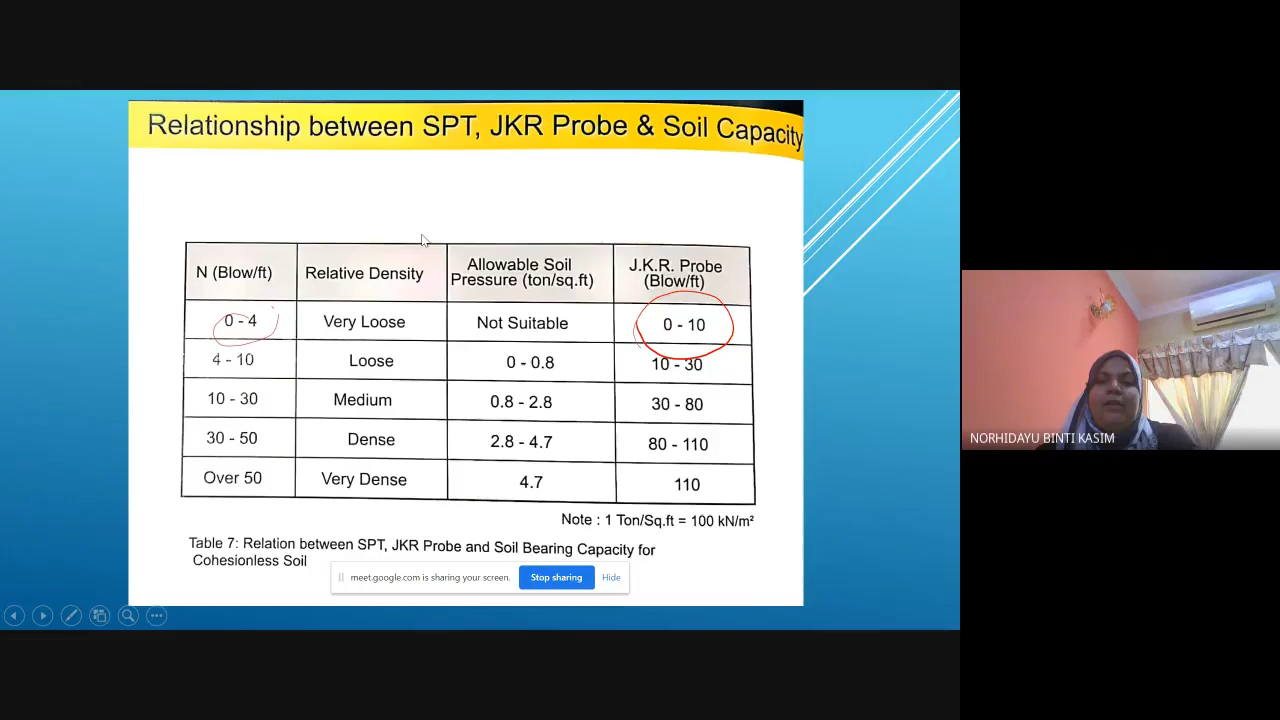 Relationship between SPT, JKR Probe & Soil Capacity
N (Blow/ft) Relative Density Allowable Soil Pressure (ton/sq.ft) J.K.R. Probe (Blow/ft)
0 - 4 Very Loose Not Suitable 0 - 10
4 - 10 Loose 0 - 0.8 10 - 30
10 - 30 Medium 0.8 - 2.8 30 - 80
30 - 50 Dense 2.8 - 4.7 80 - 110
Over 50 Very Dense 4.7 110
Note : 1 Ton/Sq.ft = 100 kN/m²
Table 7: Relation between SPT, JKR Probe and Soil Bearing Capacity for
Cohesionless Soil
meet.google.com is sharing your screen. Stop sharing Hide
NORHIDAYU BINTI KASIM